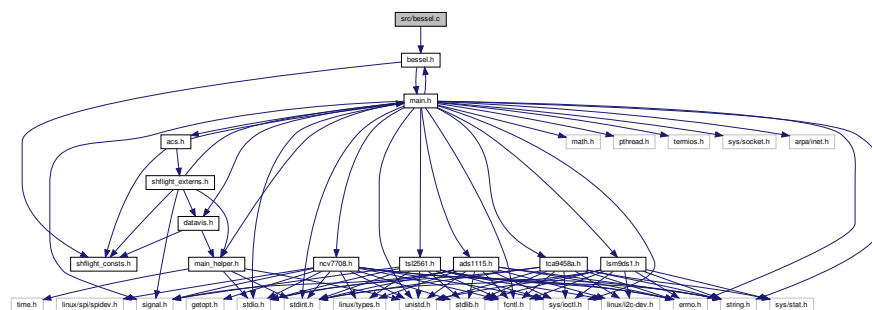 src/bessel.c
bessel.h
main.h
acs.h
math.h
pthread.h
termios.h
sys/socket.h
arpa/inet.h
shflight_externs.h
datavis.h
shflight_consts.h
main_helper.h
ncv7708.h
tsl2561.h
ads1115.h
tca9458a.h
lsm9ds1.h
time.h
linux/spi/spidev.h
signal.h
getopt.h
stdio.h
stdint.h
linux/types.h
unistd.h
stdlib.h
fcntl.h
sys/ioctl.h
linux/i2c-dev.h
errno.h
string.h
sys/stat.h